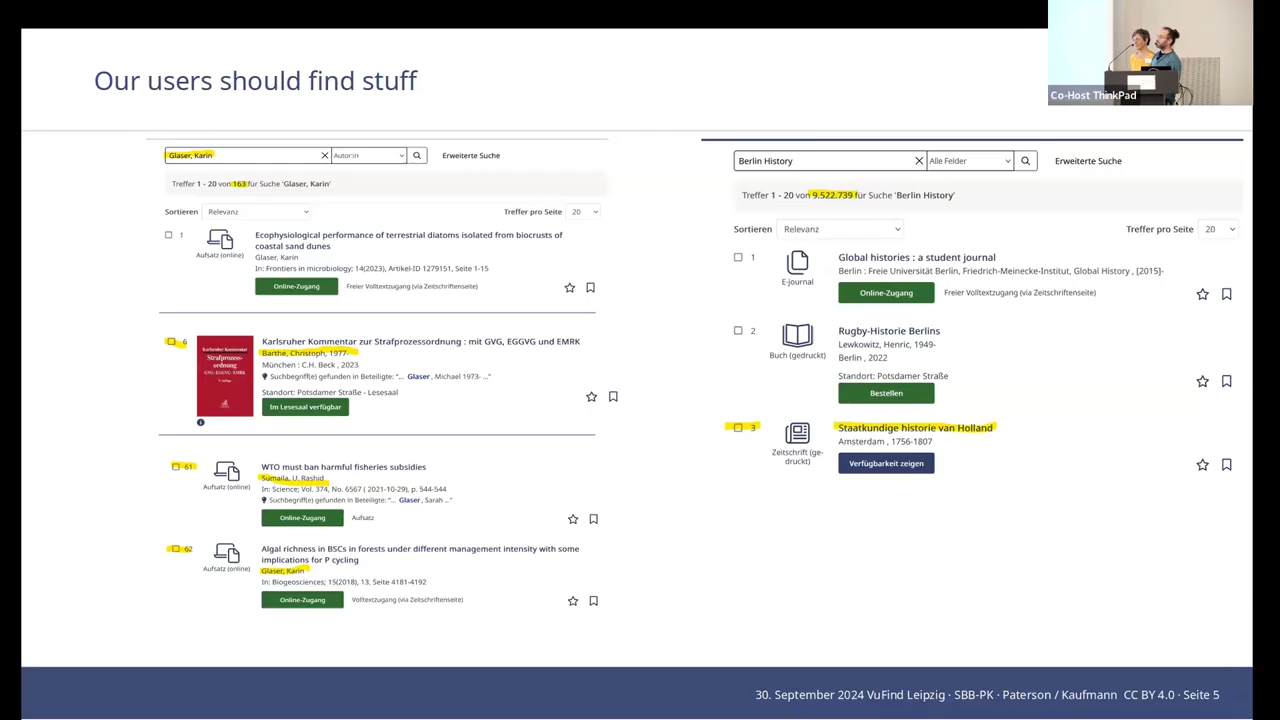 Our users should find stuff
Co-Host ThinkPad
Glaser, Karin
Autor:in
Erweiterte Suche
Treffer 1 - 20 von 163 für Suche 'Glaser, Karin'
Sortieren Relevanz Treffer pro Seite 20
1
Aufsatz (online)
Ecophysiological performance of terrestrial diatoms isolated from biocrusts of
coastal sand dunes
Glaser, Karin
In: Frontiers in microbiology; 14(2023), Artikel-ID 1279151, Seite 1-15
Online-Zugang Freier Volltextzugang (via Zeitschriftenseite)
6
Karlsruher Kommentar
Strafprozess-
ordnung
GVG EGGVG EMRK
Karlsruher Kommentar zur Strafprozessordnung : mit GVG, EGGVG und EMRK
Barthe, Christoph, 1977-
München : C.H. Beck , 2023
Suchbegriff(e) gefunden in Beteiligte: "... Glaser , Michael 1973- ..."
Standort: Potsdamer Straße - Lesesaal
Im Lesesaal verfügbar
61
Aufsatz (online)
WTO must ban harmful fisheries subsidies
Sumaila, U. Rashid
In: Science; Vol. 374, No. 6567 ( 2021-10-29), p. 544-544
Suchbegriff(e) gefunden in Beteiligte: "... Glaser , Sarah ..."
Online-Zugang Aufsatz
62
Aufsatz (online)
Algal richness in BSCs in forests under different management intensity with some
implications for P cycling
Glaser, Karin
In: Biogeosciences; 15(2018), 13, Seite 4181-4192
Online-Zugang Volltextzugang (via Zeitschriftenseite)
Berlin History
Alle Felder
Erweiterte Suche
Treffer 1 - 20 von 9.522.739 für Suche 'Berlin History'
Sortieren Relevanz Treffer pro Seite 20
1
E-Journal
Global histories : a student journal
Berlin : Freie Universität Berlin, Friedrich-Meinecke-Institut, Global History , [2015]-
Online-Zugang Freier Volltextzugang (via Zeitschriftenseite)
2
Buch (gedruckt)
Rugby-Historie Berlins
Lewkowitz, Henric, 1949-
Berlin , 2022
Standort: Potsdamer Straße
Bestellen
3
Zeitschrift (ge-
druckt)
Staatkundige historie van Holland
Amsterdam , 1756-1807
Verfügbarkeit zeigen
30. September 2024 VuFind Leipzig · SBB-PK · Paterson / Kaufmann CC BY 4.0 · Seite 5